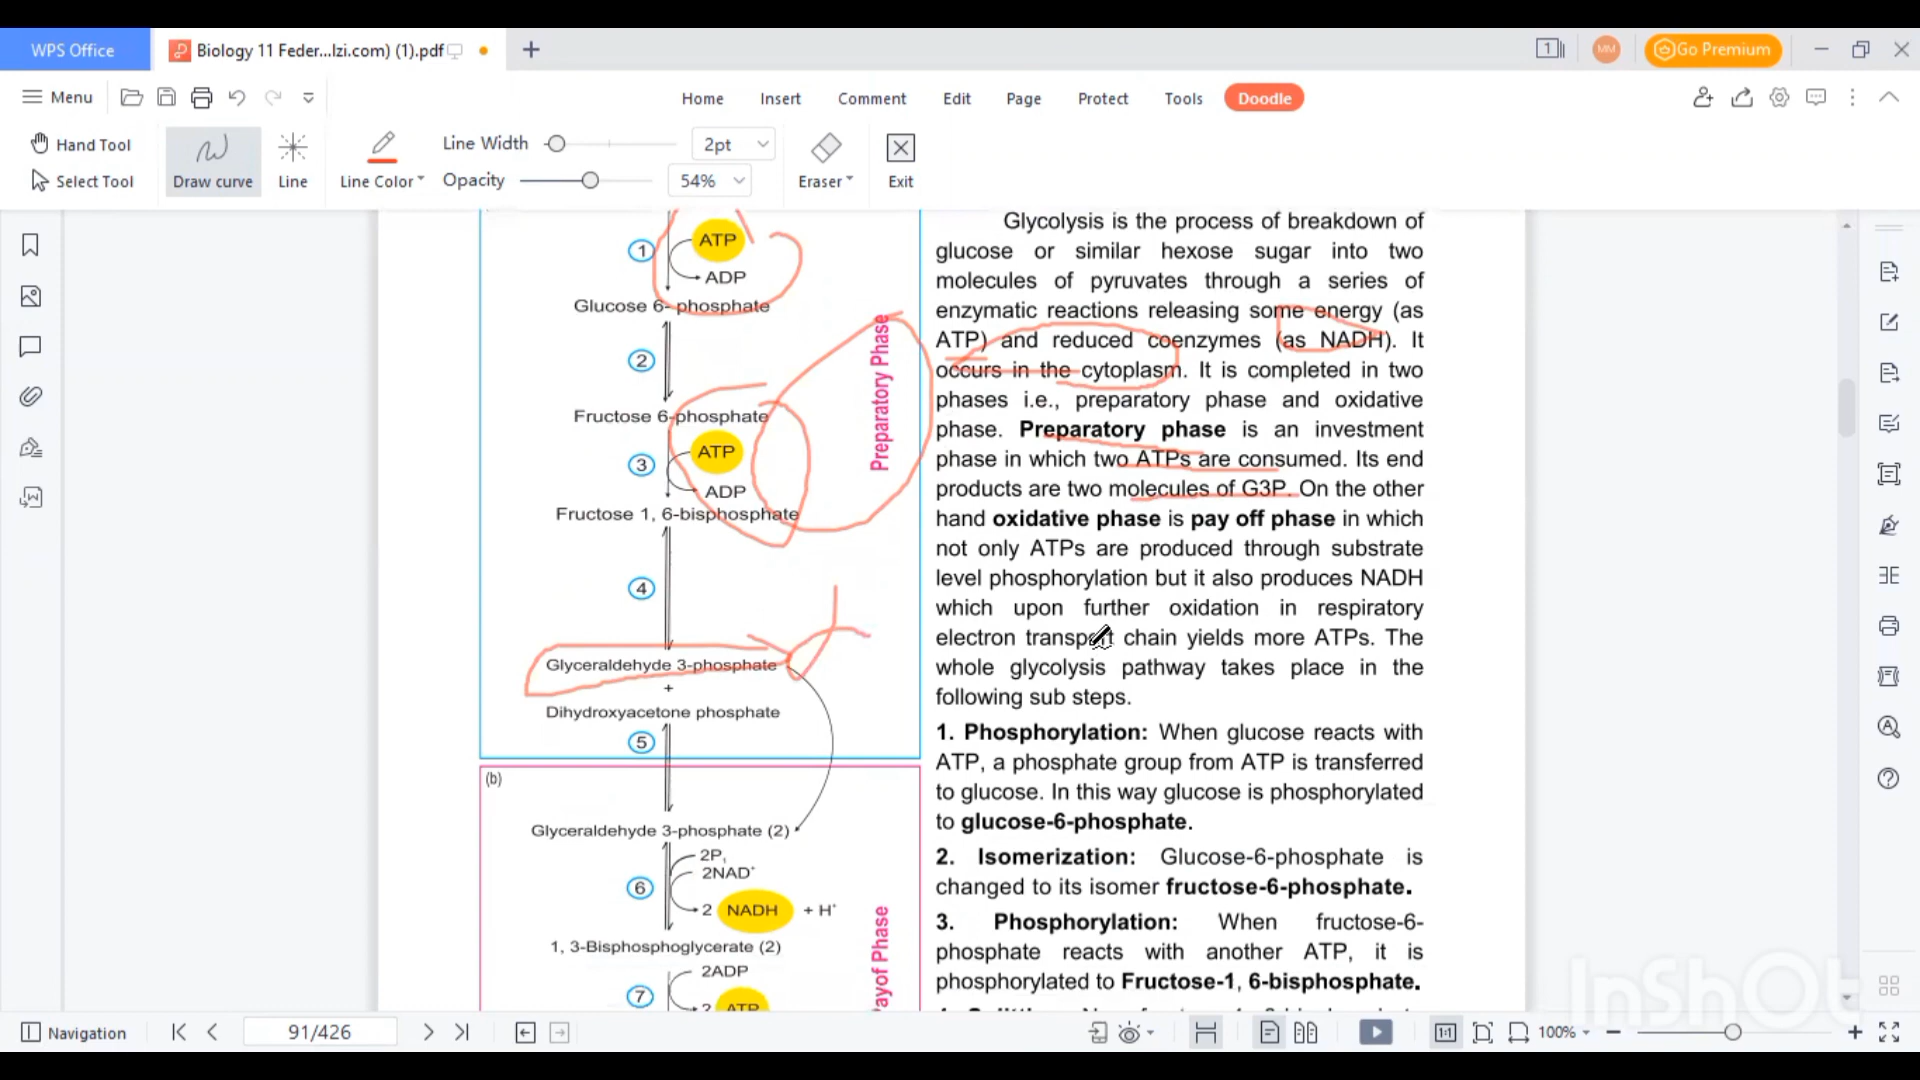 WPS Office
Biology 11 Feder...lzi.com) (1).pdf
1
MM
Go Premium
Menu
Home
Insert
Comment
Edit
Page
Protect
Tools
Doodle
Hand Tool
Select Tool
Draw curve
Line
Line Color
Line Width
2pt
Opacity
54%
Eraser
Exit
1
ATP
ADP
Glucose 6- phosphate
2
Fructose 6-phosphate
3
ATP
ADP
Fructose 1, 6-bisphosphate
4
Glyceraldehyde 3-phosphate
+
Dihydroxyacetone phosphate
5
Preparatory Phase
(b)
Glyceraldehyde 3-phosphate (2)
2P,
2NAD+
6
2 NADH + H+
1, 3-Bisphosphoglycerate (2)
2ADP
7
2 ATP
Payof Phase
Glycolysis is the process of breakdown of
glucose or similar hexose sugar into two
molecules of pyruvates through a series of
enzymatic reactions releasing some energy (as
ATP) and reduced coenzymes (as NADH). It
occurs in the cytoplasm. It is completed in two
phases i.e., preparatory phase and oxidative
phase. Preparatory phase is an investment
phase in which two ATPs are consumed. Its end
products are two molecules of G3P. On the other
hand oxidative phase is pay off phase in which
not only ATPs are produced through substrate
level phosphorylation but it also produces NADH
which upon further oxidation in respiratory
electron transport chain yields more ATPs. The
whole glycolysis pathway takes place in the
following sub steps.
1. Phosphorylation: When glucose reacts with
ATP, a phosphate group from ATP is transferred
to glucose. In this way glucose is phosphorylated
to glucose-6-phosphate.
2. Isomerization: Glucose-6-phosphate is
changed to its isomer fructose-6-phosphate.
3. Phosphorylation: When fructose-6-
phosphate reacts with another ATP, it is
phosphorylated to Fructose-1, 6-bisphosphate.
InShOt
Navigation
91/426
1:1
100%